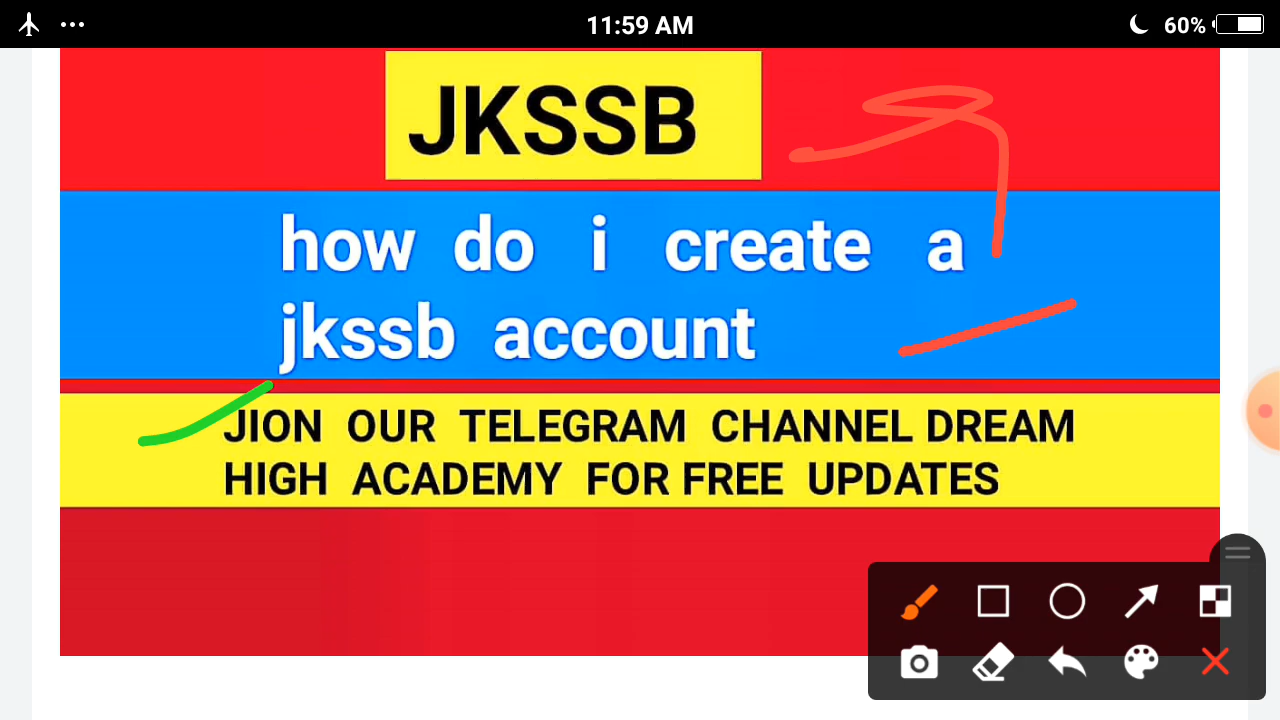 11:59 AM
60%
JKSSB
how do i create a
jkssb account
JION OUR TELEGRAM CHANNEL DREAM
HIGH ACADEMY FOR FREE UPDATES